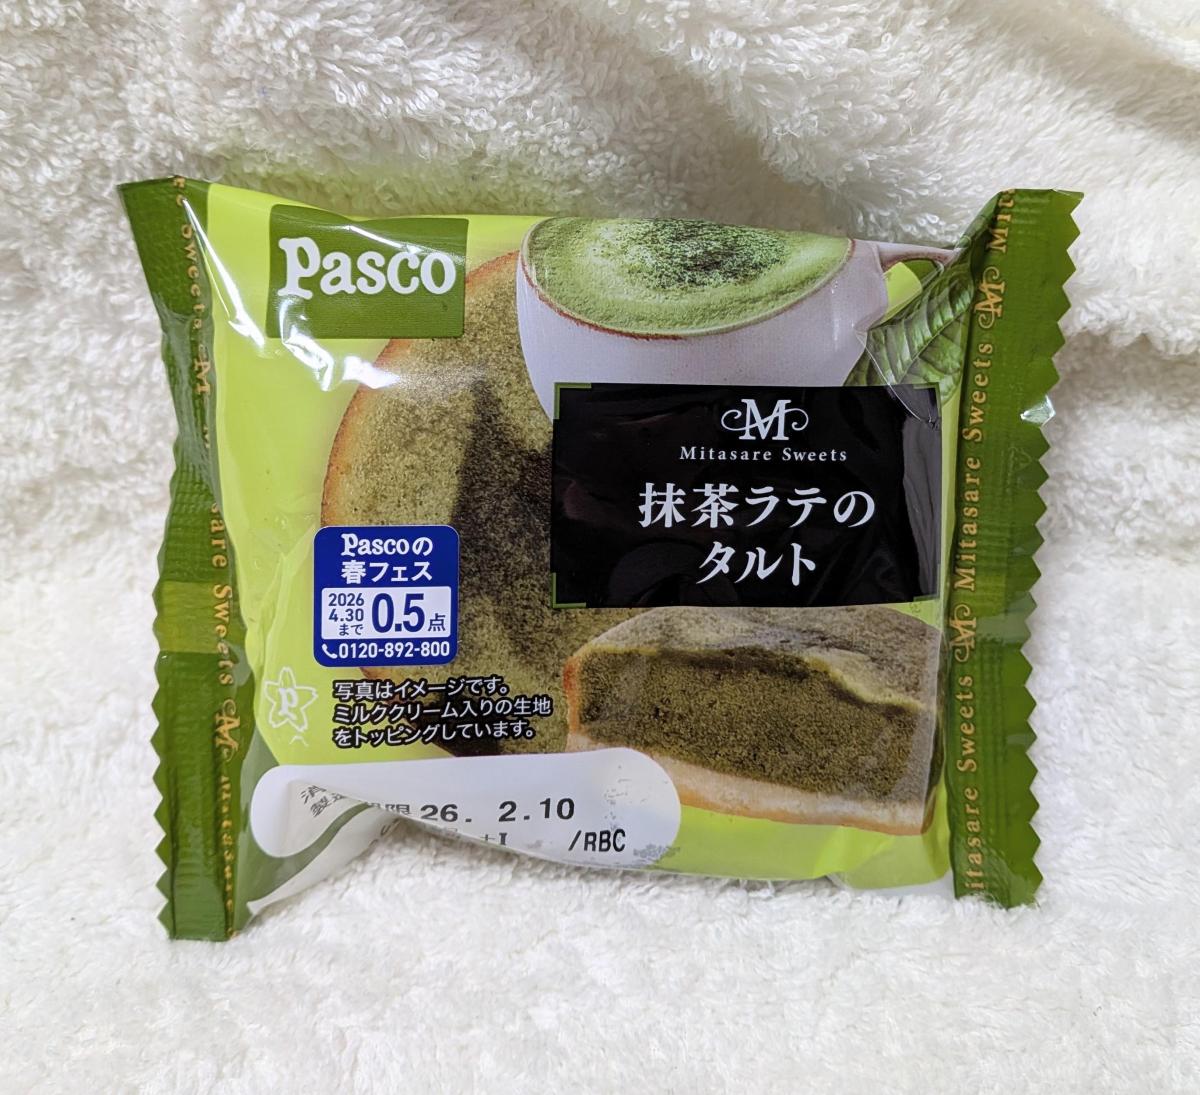 Pasco
M
Mitasare Sweets
抹茶ラテの
タルト
Pascoの
春フェス
2026
4.30
まで
0.5点
0120-892-800
写真はイメージです。
ミルククリーム入りの生地
をトッピングしています。
限 26. 2.10
/RBC
Sweets M
Sweets M
Mitasare Sweets M Mitasare Sweets M